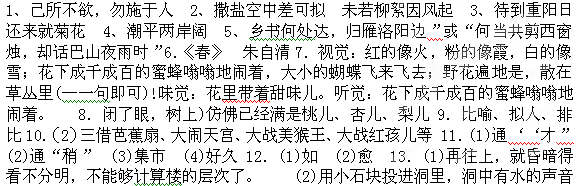 1、己所不欲，勿施于人  2、撒盐空中差可拟  未若柳絮因风起  3、待到重阳日
还来就菊花  4、潮平两岸阔  5、乡书何处达，归雁洛阳边”或“何当共剪西窗
烛，却话巴山夜雨时 ”6.《春》  朱自清 7．视觉：红的像火，粉的像霞，白的像
雪；花下成千成百的蜜蜂嗡嗡地闹着，大小的蝴蝶飞来飞去；野花遍地是，散在
草丛里(一一句即可)！味觉：花里带着甜味儿。听觉：花下成千成百的蜜蜂嗡嗡地
闹着。  8．闭了眼，树上)仿佛已经满是桃儿、杏儿、梨儿 9．比喻、拟人、排
比 10.（2）三借芭蕉扇、大闹天宫、大战美猴王、大战红孩儿等 11.(1)通‘‘才”
(2)通“稍” (3)集市  (4)好久 12．(1)如  (2)愈  13．(1)再往上，就昏暗得
看不分明，不能够计算楼的层次了。  (2)用小石块投进洞里，洞中有水的声音